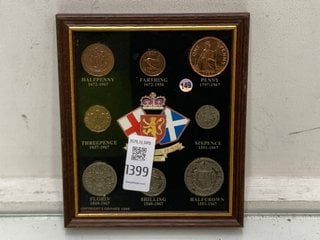 HALFPENNY
1672-1967
FARTHING
1672-1956
PENNY
1797-1967
149
THREEPENCE
1937-1967
SIXPENCE
1551-1967
1399
FLORIN
1849-1967
SHILLING
1548-1967
HALFCROWN
1551-1967